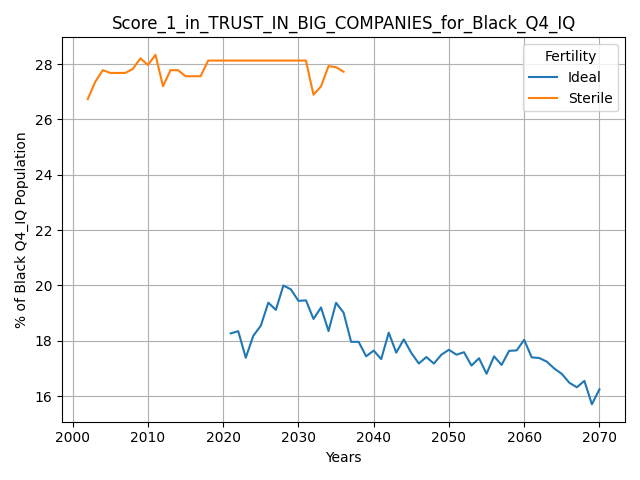 Score_1_in_TRUST_IN_BIG_COMPANIES_for_Black_Q4_IQ
Fertility
Ideal
Sterile
% of Black Q4_IQ Population
28
26
24
22
20
18
16
2000
2010
2020
2030
2040
2050
2060
2070
Years